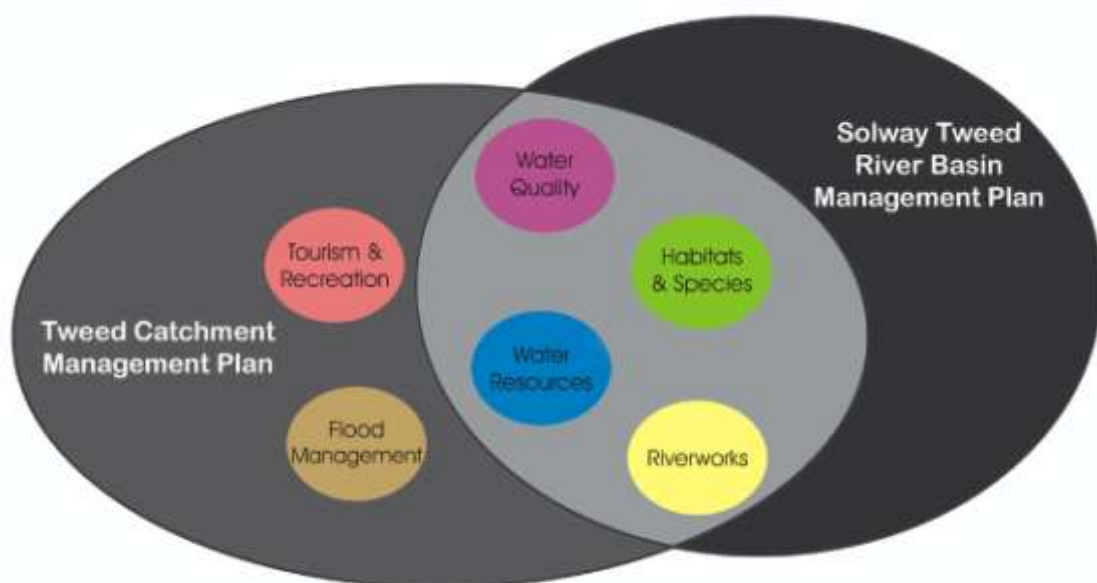 Solway Tweed
River Basin
Management Plan
Water
Quality
Tourism &
Recreation
Habitats
& Species
Tweed Catchment
Management Plan
Water
Resources
Flood
Management
Riverworks